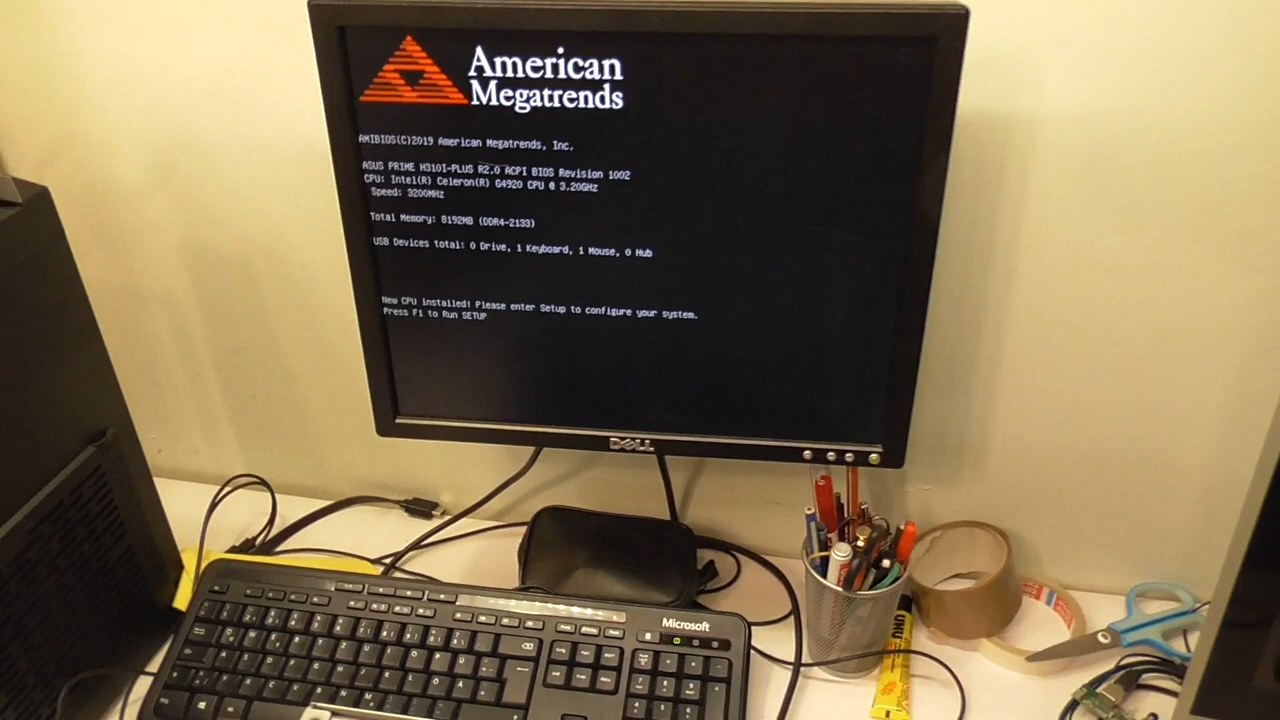 American
Megatrends
AMIBIOS(C)2019 American Megatrends, Inc.
ASUS PRIME H310I-PLUS R2.0 ACPI BIOS Revision 1002
CPU: Intel(R) Celeron(R) G4920 CPU @ 3.20GHz
Speed: 3200MHz
Total Memory: 8192MB (DDR4-2133)
USB Devices total: 0 Drive, 1 Keyboard, 1 Mouse, 0 Hub
New CPU installed! Please enter Setup to configure your system.
Press F1 to Run SETUP
DELL
Microsoft
UHU